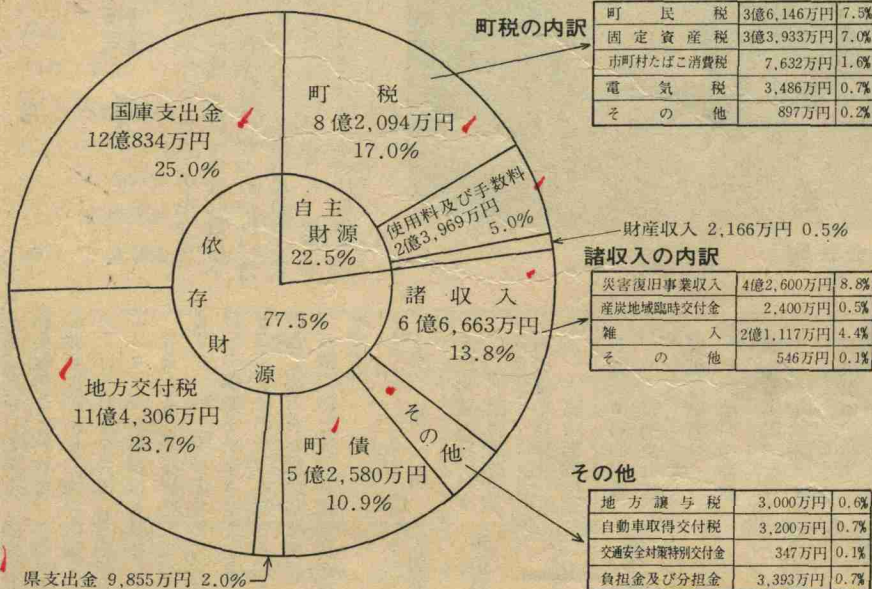 町税の内訳
町民税 3億6,146万円 7.5%
固定資産税 3億3,933万円 7.0%
市町村たばこ消費税 7,632万円 1.6%
電気税 3,486万円 0.7%
その他 897万円 0.2%
国庫支出金
12億834万円
25.0%
町税
8億2,094万円
17.0%
使用料及び手数料
2億3,969万円
5.0%
自主
財源
22.5%
依存財源
77.5%
財産収入 2,166万円 0.5%
諸収入の内訳
災害復旧事業収入 4億2,600万円 8.8%
産炭地域臨時交付金 2,400万円 0.5%
雑入 2億1,117万円 4.4%
その他 546万円 0.1%
諸収入
6億6,663万円
13.8%
地方交付税
11億4,306万円
23.7%
町債
5億2,580万円
10.9%
その他
県支出金 9,855万円 2.0%
その他
地方譲与税 3,000万円 0.6%
自動車取得交付税 3,200万円 0.7%
交通安全対策特別交付金 347万円 0.1%
負担金及び分担金 3,393万円 0.7%